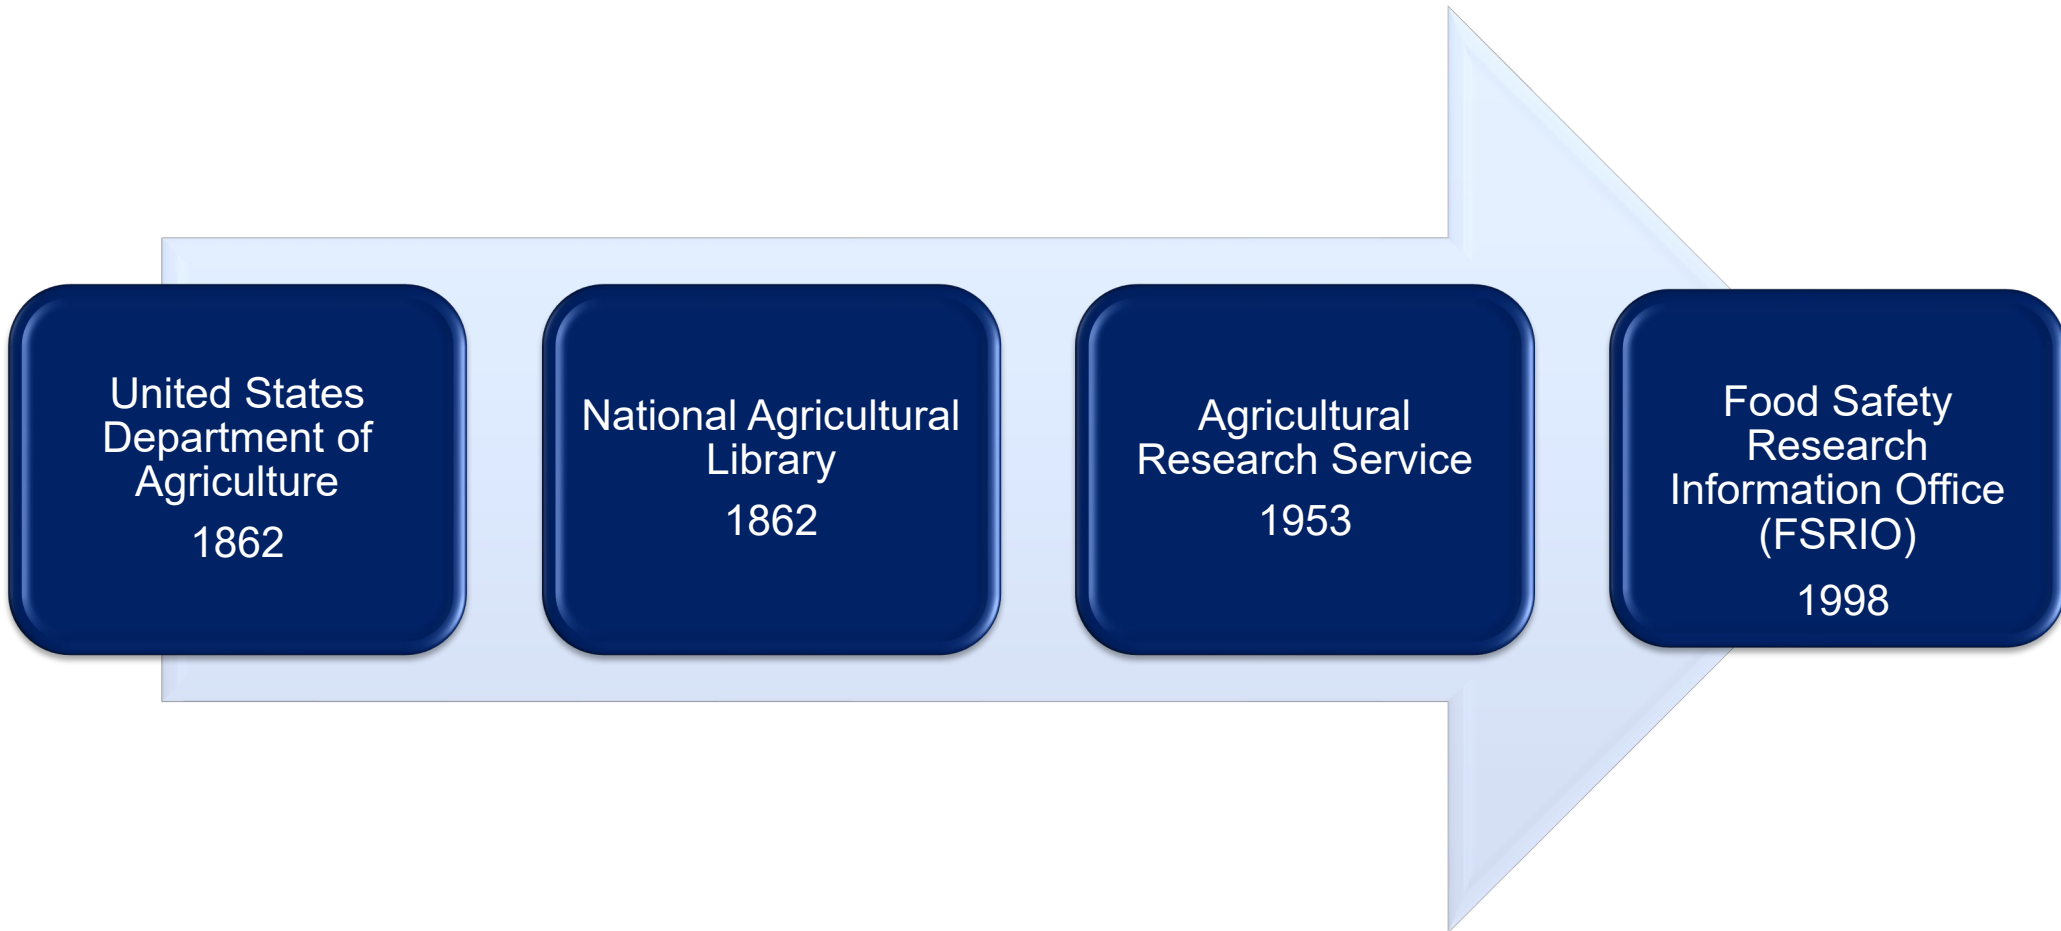 United States
Department of
Agriculture
1862
National Agricultural
Library
1862
Agricultural
Research Service
1953
Food Safety
Research
Information Office
(FSRIO)
1998